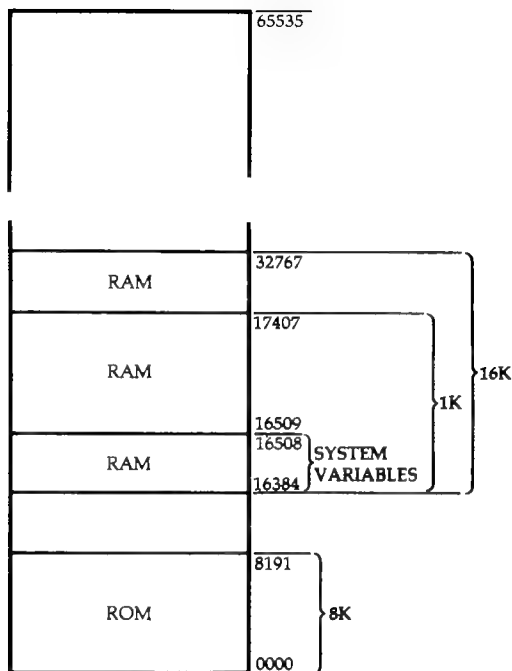 65535
32767
RAM
17407
16K
RAM
1K
16509
16508
RAM
SYSTEM
VARIABLES
16384
8191
ROM
8K
0000